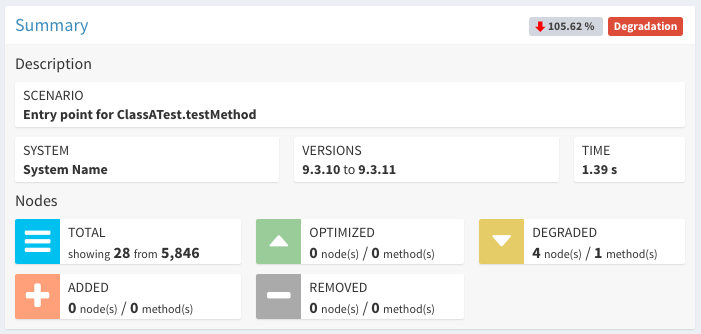 Summary
105.62 %
Degradation
Description
SCENARIO
Entry point for ClassATest.testMethod
SYSTEM
System Name
VERSIONS
9.3.10 to 9.3.11
TIME
1.39 s
Nodes
TOTAL
showing 28 from 5,846
OPTIMIZED
0 node(s) / 0 method(s)
DEGRADED
4 node(s) / 1 method(s)
ADDED
0 node(s) / 0 method(s)
REMOVED
0 node(s) / 0 method(s)